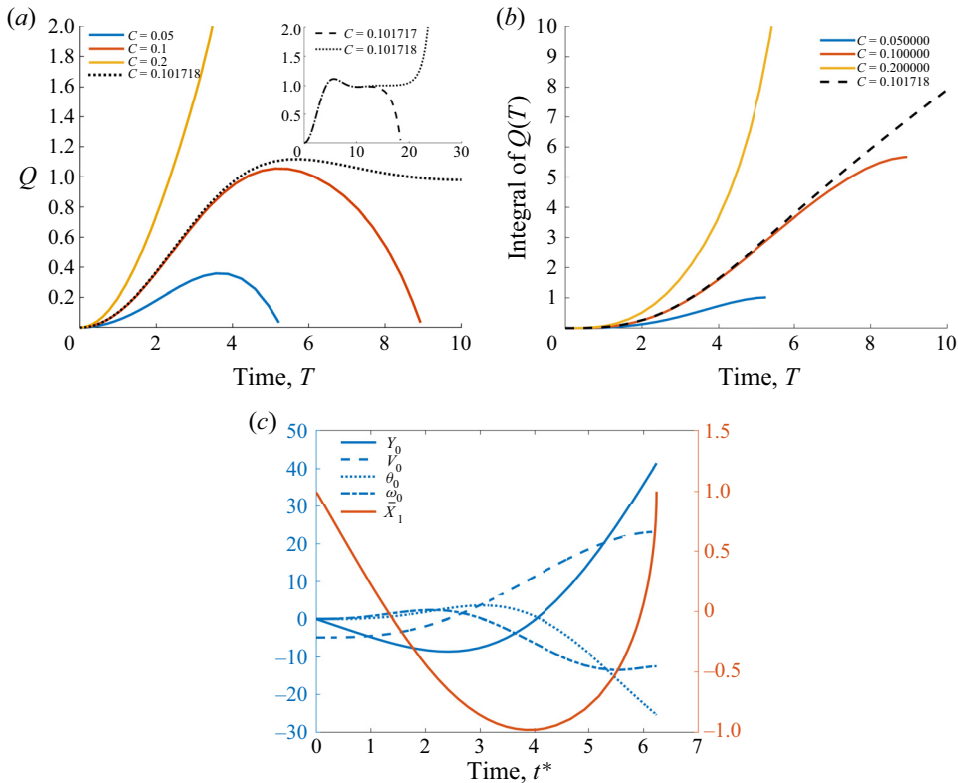 (a)
2.0
1.8
1.6
1.4
1.2
1.0
0.8
0.6
0.4
0
Q
C = 0.05
C = 0.1
C = 0.2
C = 0.101718
2.0
1.5
1.0
0.5
0
10
20
30
C = 0.101717
C = 0.101718
2
4
6
8
10
Time, T
(b)
10
9
8
7
6
5
4
3
2
1
0
Integral of Q(T)
C = 0.050000
C = 0.100000
C = 0.200000
C = 0.101718
2
4
6
8
10
Time, T
(c)
50
40
30
20
10
0
−10
−20
−30
Y0
V0
θ0
ω0
X̄1
1.5
1.0
0.5
0
−0.5
−1.0
0
1
2
3
4
5
6
7
Time, t*